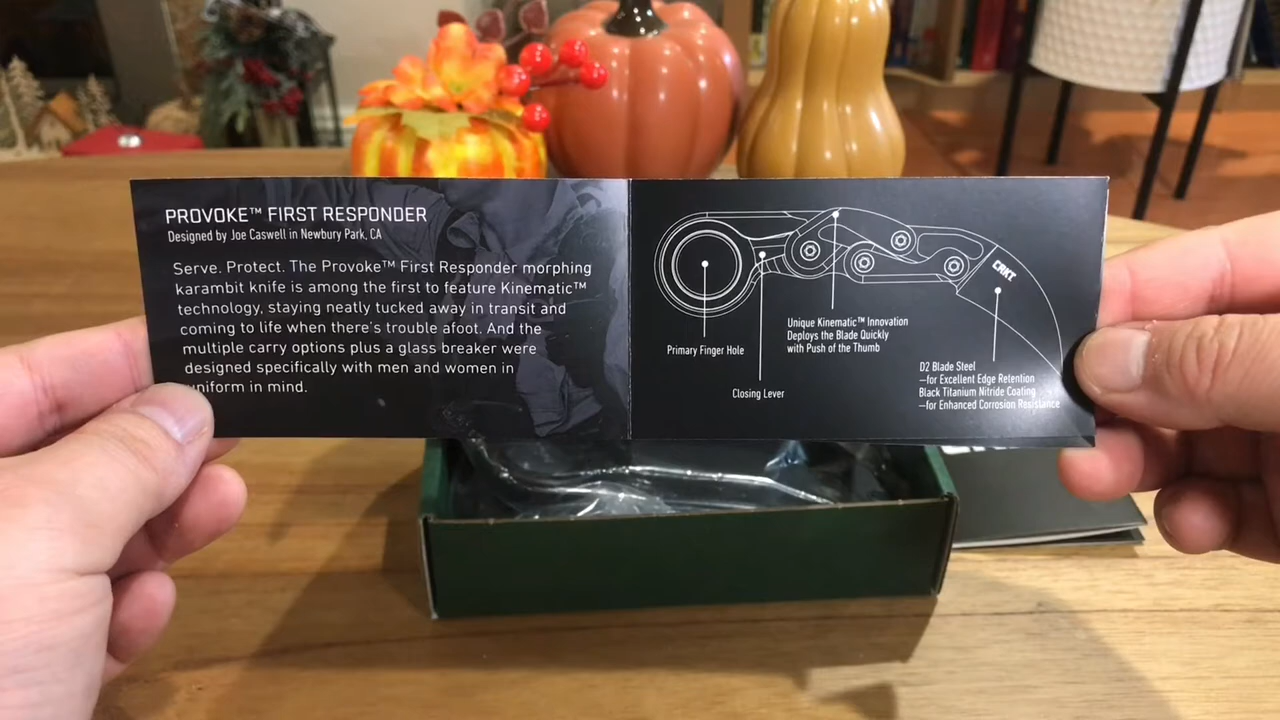 PROVOKE™ FIRST RESPONDER
Designed by Joe Caswell in Newbury Park, CA
Serve. Protect. The Provoke™ First Responder morphing
karambit knife is among the first to feature Kinematic™
technology, staying neatly tucked away in transit and
coming to life when there's trouble afoot. And the
multiple carry options plus a glass breaker were
designed specifically with men and women in
uniform in mind.
CRKT
Primary Finger Hole
Closing Lever
Unique Kinematic™ Innovation
Deploys the Blade Quickly
with Push of the Thumb
D2 Blade Steel
—for Excellent Edge Retention
Black Titanium Nitride Coating
—for Enhanced Corrosion Resistance